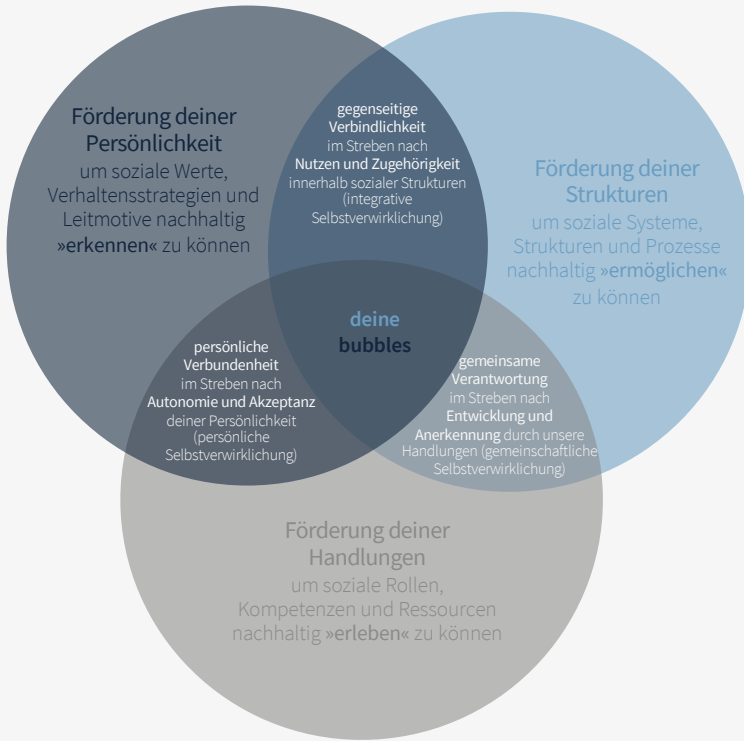 Förderung deiner
Persönlichkeit
um soziale Werte,
Verhaltensstrategien und
Leitmotive nachhaltig
»erkennen« zu können
gegenseitige
Verbindlichkeit
im Streben nach
Nutzen und Zugehörigkeit
innerhalb sozialer Strukturen
(integrative
Selbstverwirklichung)
Förderung deiner
Strukturen
um soziale Systeme,
Strukturen und Prozesse
nachhaltig »ermöglichen«
zu können
deine
bubbles
persönliche
Verbundenheit
im Streben nach
Autonomie und Akzeptanz
deiner Persönlichkeit
(persönliche
Selbstverwirklichung)
gemeinsame
Verantwortung
im Streben nach
Entwicklung und
Anerkennung durch unsere
Handlungen (gemeinschaftliche
Selbstverwirklichung)
Förderung deiner
Handlungen
um soziale Rollen,
Kompetenzen und Ressourcen
nachhaltig »erleben« zu können